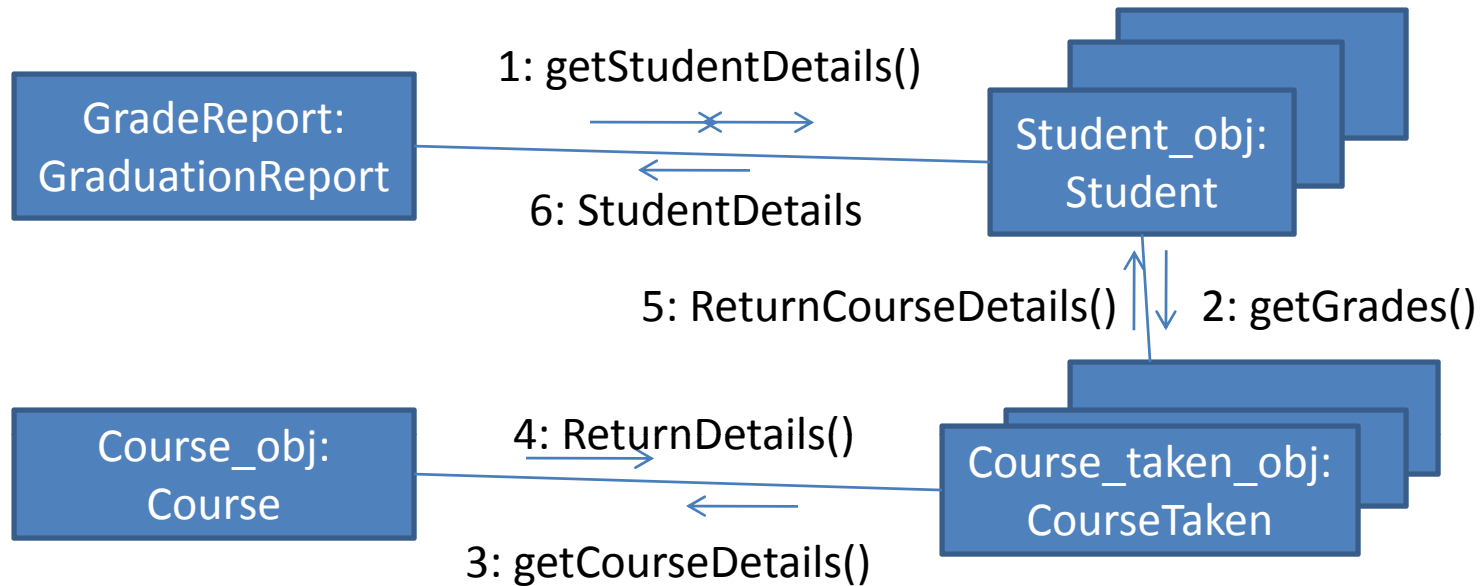 1: getStudentDetails()
GradeReport:
GraduationReport
Student_obj:
Student
6: StudentDetails
5: ReturnCourseDetails()
2: getGrades()
4: ReturnDetails()
Course_obj:
Course
Course_taken_obj:
CourseTaken
3: getCourseDetails()